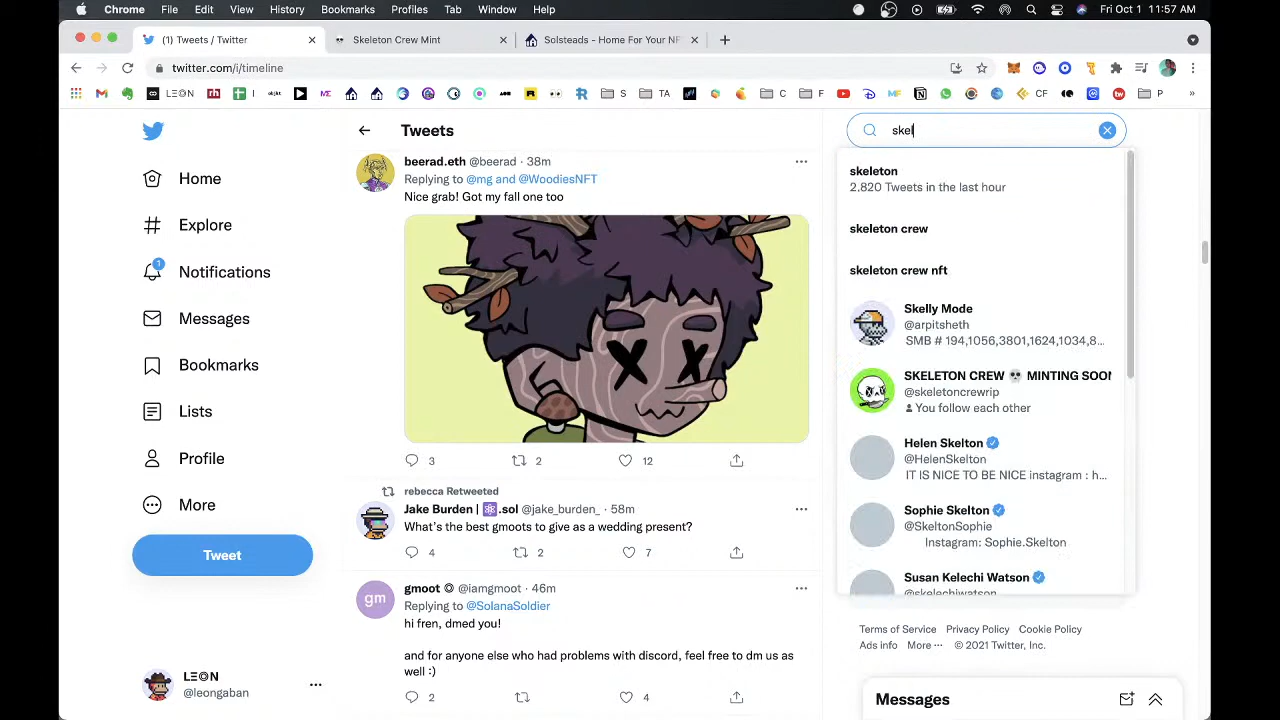 Chrome File Edit View History Bookmarks Profiles Tab Window Help Fri Oct 1 11:57 AM
(1) Tweets / Twitter Skeleton Crew Mint Solsteads - Home For Your NF
twitter.com/i/timeline
LΞ◎N I S TA C F CF P »
Tweets
skel
Home
Explore
1
Notifications
Messages
Bookmarks
Lists
Profile
More
Tweet
LΞ◎N
@leongaban
beerad.eth @beerad · 38m
Replying to @mg and @WoodiesNFT
Nice grab! Got my fall one too
3 2 12
rebecca Retweeted
Jake Burden | .sol @jake_burden_ · 58m
What's the best gmoots to give as a wedding present?
4 2 7
gm
gmoot © @iamgmoot · 46m
Replying to @SolanaSoldier
hi fren, dmed you!
and for anyone else who had problems with discord, feel free to dm us as
well :)
2 4
skeleton
2,820 Tweets in the last hour
skeleton crew
skeleton crew nft
Skelly Mode
@arpitsheth
SMB # 194,1056,3801,1624,1034,8...
SKELETON CREW 💀 MINTING SOON
@skeletoncrewrip
You follow each other
Helen Skelton
@HelenSkelton
IT IS NICE TO BE NICE instagram : h...
Sophie Skelton
@SkeltonSophie
Instagram: Sophie.Skelton
Susan Kelechi Watson
@skelechiwatson
Terms of Service Privacy Policy Cookie Policy
Ads info More ··· © 2021 Twitter, Inc.
Messages